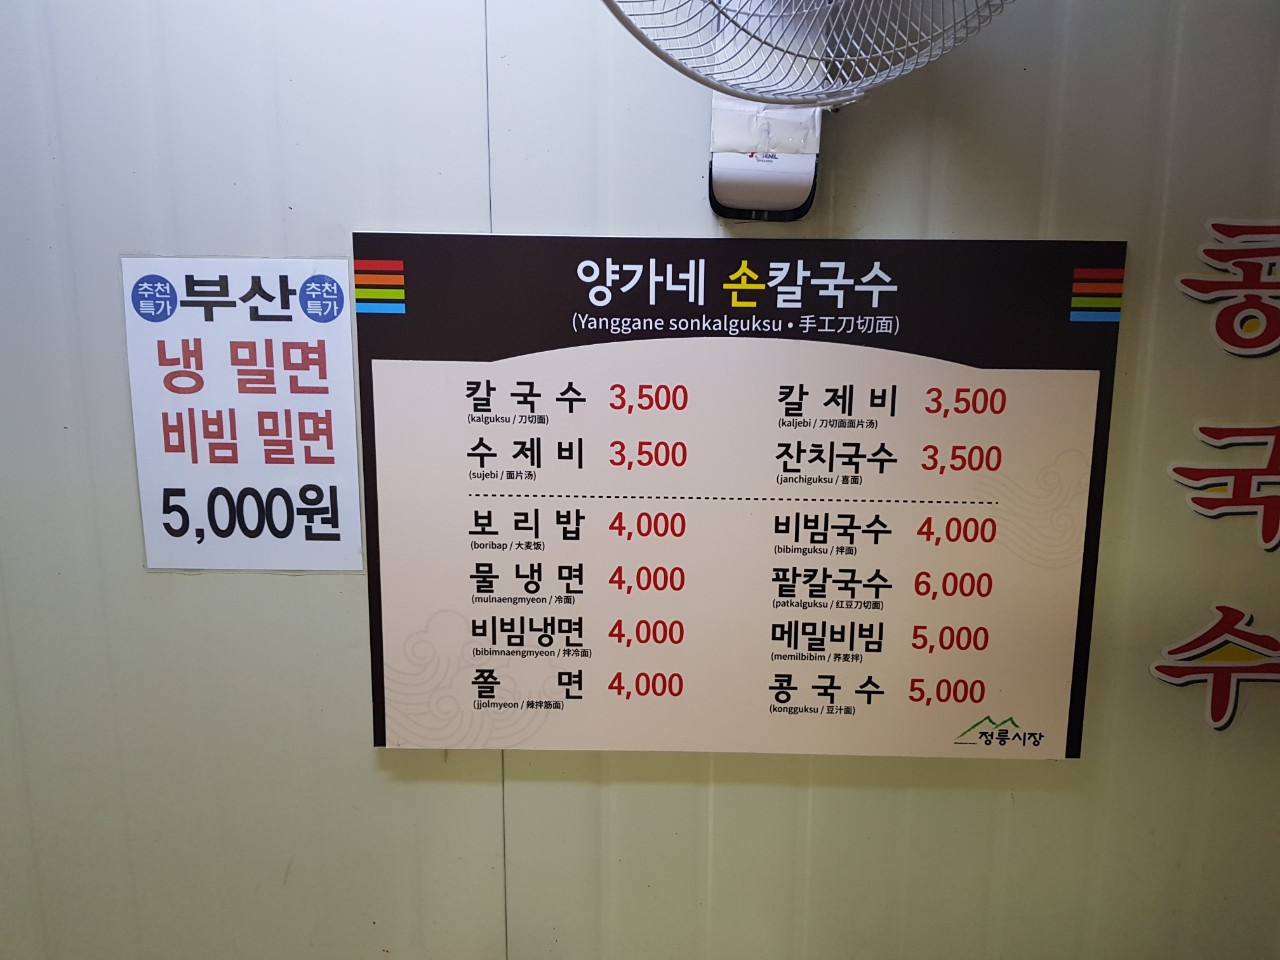 추천
특가
부산
추천
특가
냉 밀면
비빔 밀면
5,000원
양가네 손칼국수
(Yanggane sonkalguksu • 手工刀切面)
칼국수 3,500
(kalguksu / 刀切面)
수제비 3,500
(sujebi / 面片汤)
보리밥 4,000
(boribap / 大麦饭)
물냉면 4,000
(mulnaengmyeon / 冷面)
비빔냉면 4,000
(bibimnaengmyeon / 拌冷面)
쫄면 4,000
(jjolmyeon / 辣拌筋面)
칼제비 3,500
(kaljebi / 刀切面面片汤)
잔치국수 3,500
(janchiguksu / 喜面)
비빔국수 4,000
(bibimguksu / 拌面)
팥칼국수 6,000
(patkalguksu / 红豆刀切面)
메밀비빔 5,000
(memilbibim / 荞麦拌)
콩국수 5,000
(kongguksu / 豆汁面)
정릉시장
콩
국
수